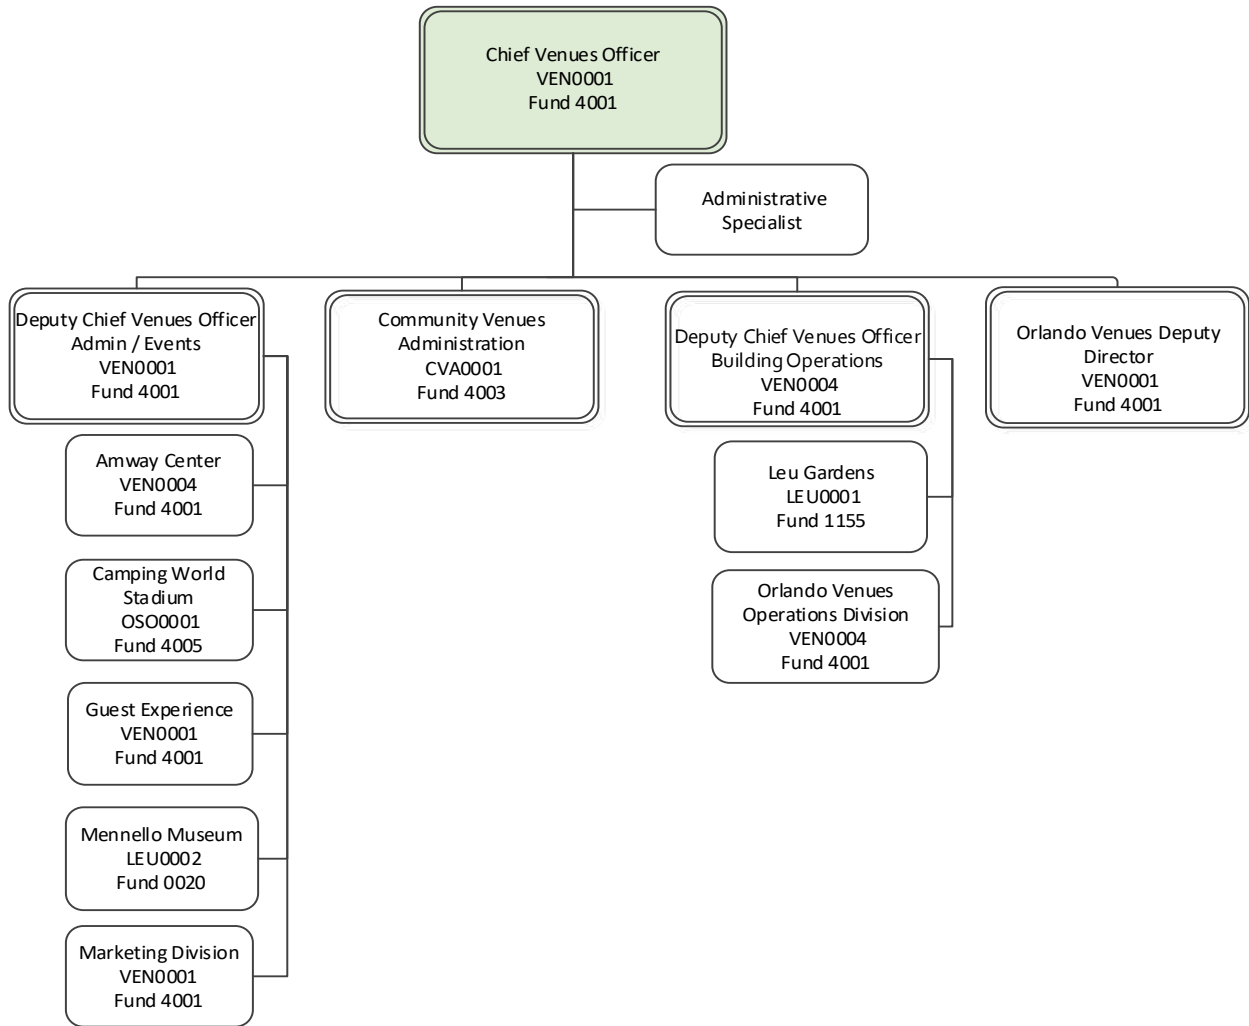 Chief Venues Officer
VEN0001
Fund 4001
Administrative
Specialist
Deputy Chief Venues Officer
Admin / Events
VEN0001
Fund 4001
Community Venues
Administration
CVA0001
Fund 4003
Deputy Chief Venues Officer
Building Operations
VEN0004
Fund 4001
Orlando Venues Deputy
Director
VEN0001
Fund 4001
Amway Center
VEN0004
Fund 4001
Camping World
Stadium
OSO0001
Fund 4005
Guest Experience
VEN0001
Fund 4001
Mennello Museum
LEU0002
Fund 0020
Marketing Division
VEN0001
Fund 4001
Leu Gardens
LEU0001
Fund 1155
Orlando Venues
Operations Division
VEN0004
Fund 4001